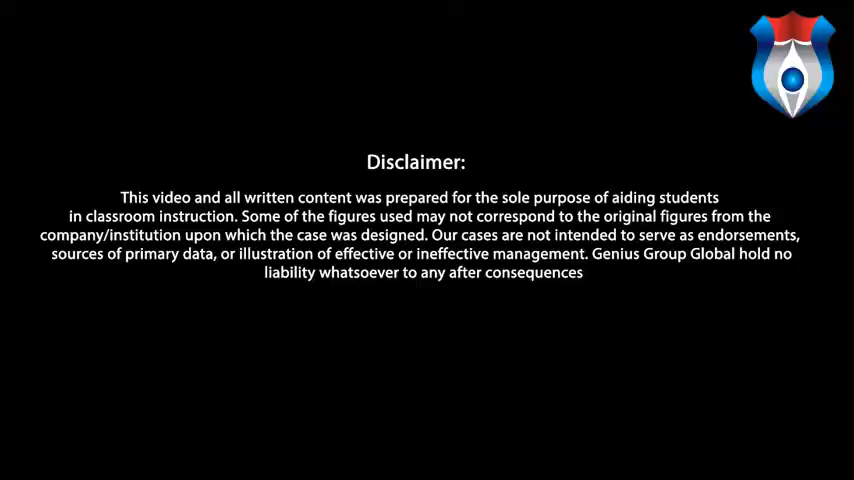 Disclaimer:
This video and all written content was prepared for the sole purpose of aiding students
in classroom instruction. Some of the figures used may not correspond to the original figures from the
company/institution upon which the case was designed. Our cases are not intended to serve as endorsements,
sources of primary data, or illustration of effective or ineffective management. Genius Group Global hold no
liability whatsoever to any after consequences